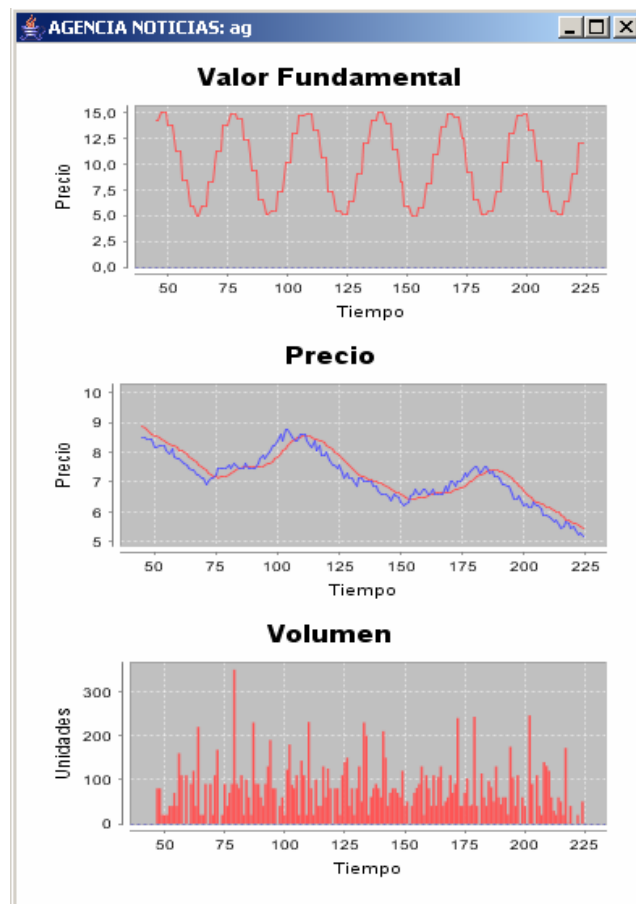 AGENCIA NOTICIAS: ag
Valor Fundamental
Precio
15,0
12,5
10,0
7,5
5,0
2,5
0,0
50 75 100 125 150 175 200 225
Tiempo
Precio
Precio
10
9
8
7
6
5
50 75 100 125 150 175 200 225
Tiempo
Volumen
Unidades
300
200
100
0
50 75 100 125 150 175 200 225
Tiempo